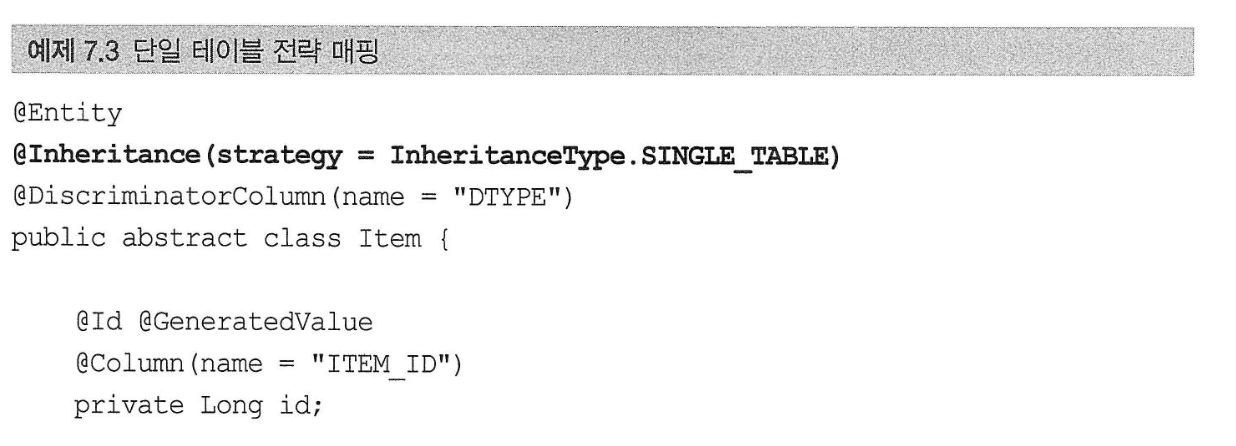 예제 7.3 단일 테이블 전략 매핑
@Entity
@Inheritance(strategy = InheritanceType.SINGLE_TABLE)
@DiscriminatorColumn(name = "DTYPE")
public abstract class Item {
@Id @GeneratedValue
@Column(name = "ITEM_ID")
private Long id;